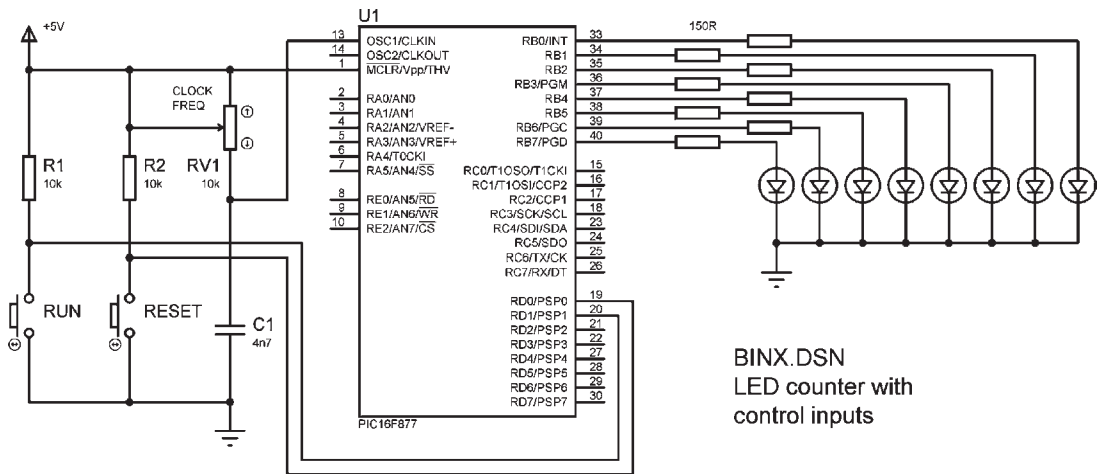 +5V
U1
CLOCK
FREQ
R1
10k
R2
10k
RV1
10k
RUN
RESET
C1
4n7
13 OSC1/CLKIN
14 OSC2/CLKOUT
1 MCLR/Vpp/THV
2 RA0/AN0
3 RA1/AN1
4 RA2/AN2/VREF-
5 RA3/AN3/VREF+
6 RA4/T0CKI
7 RA5/AN4/SS
8 RE0/AN5/RD
9 RE1/AN6/WR
10 RE2/AN7/CS
RB0/INT 33
RB1 34
RB2 35
RB3/PGM 36
RB4 37
RB5 38
RB6/PGC 39
RB7/PGD 40
RC0/T1OSO/T1CKI 15
RC1/T1OSI/CCP2 16
RC2/CCP1 17
RC3/SCK/SCL 18
RC4/SDI/SDA 23
RC5/SDO 24
RC6/TX/CK 25
RC7/RX/DT 26
RD0/PSP0 19
RD1/PSP1 20
RD2/PSP2 21
RD3/PSP3 22
RD4/PSP4 27
RD5/PSP5 28
RD6/PSP6 29
RD7/PSP7 30
PIC16F877
150R
BINX.DSN
LED counter with
control inputs